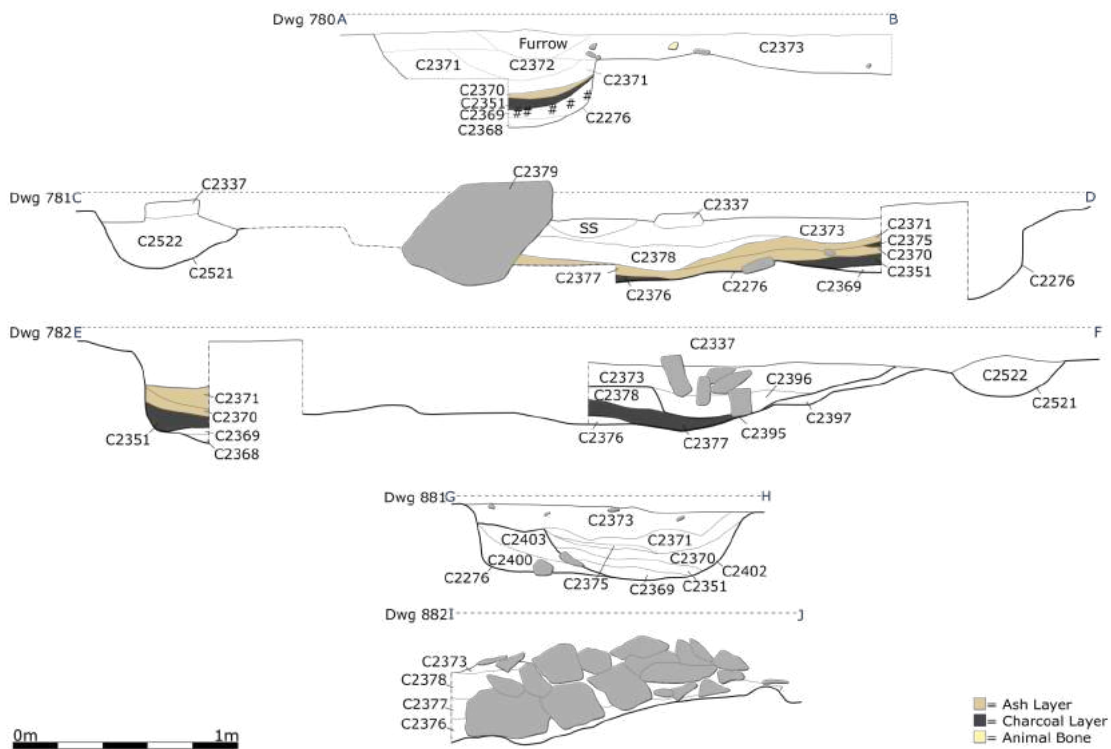 Dwg 780 A B
Furrow
C2373
C2371
C2372
C2371
C2370
C2351
C2369
C2368
# # # # #
C2276
C2379
C2337
C2337
Dwg 781 C D
SS
C2373
C2371
C2375
C2522
C2378
C2370
C2351
C2377
C2521
C2376
C2276
C2369
C2276
Dwg 782 E F
C2337
C2373
C2396
C2522
C2371
C2378
C2370
C2397
C2521
C2369
C2351
C2376
C2377
C2395
C2368
Dwg 881 G H
C2373
C2403
C2371
C2400
C2370
C2402
C2276
C2375
C2369
C2351
Dwg 882 I J
C2373
C2378
C2377
C2376
0m 1m
= Ash Layer
= Charcoal Layer
= Animal Bone